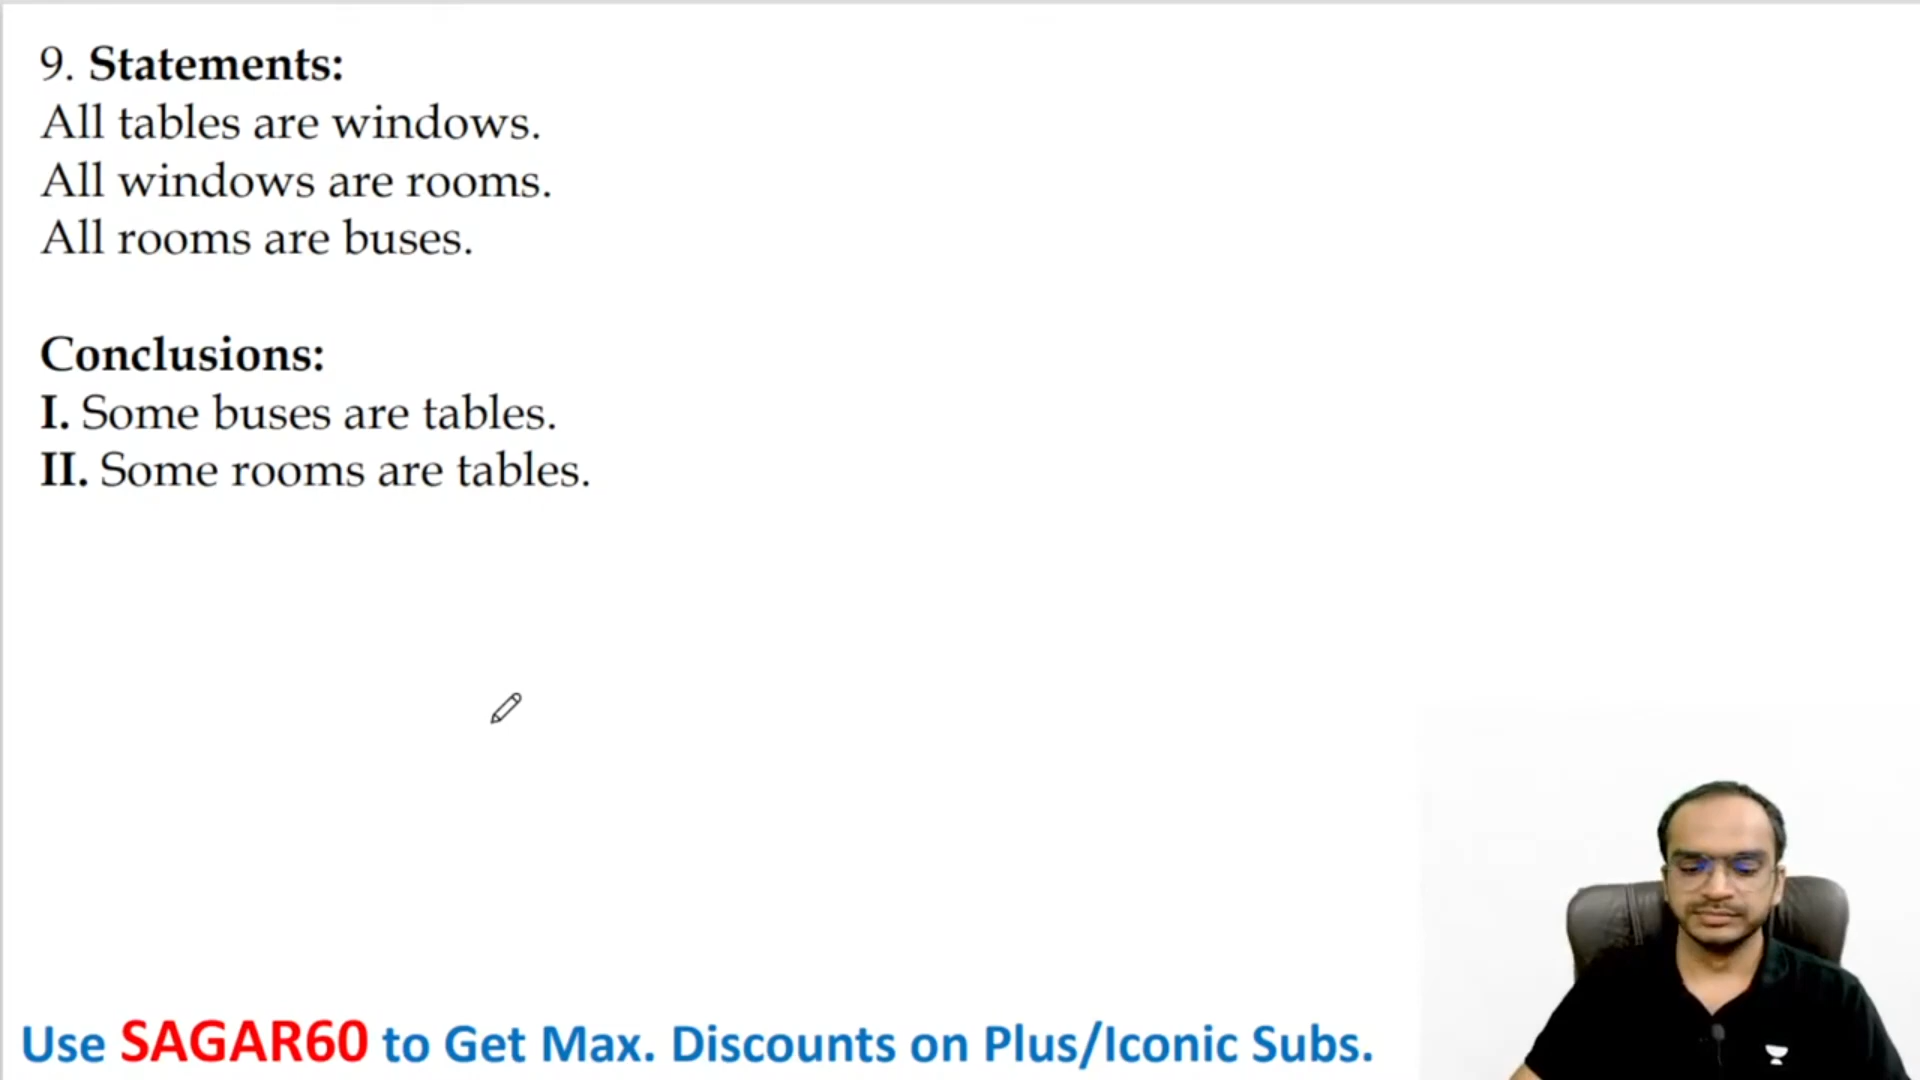 9. Statements:
All tables are windows.
All windows are rooms.
All rooms are buses.
Conclusions:
I. Some buses are tables.
II. Some rooms are tables.
Use SAGAR60 to Get Max. Discounts on Plus/Iconic Subs.